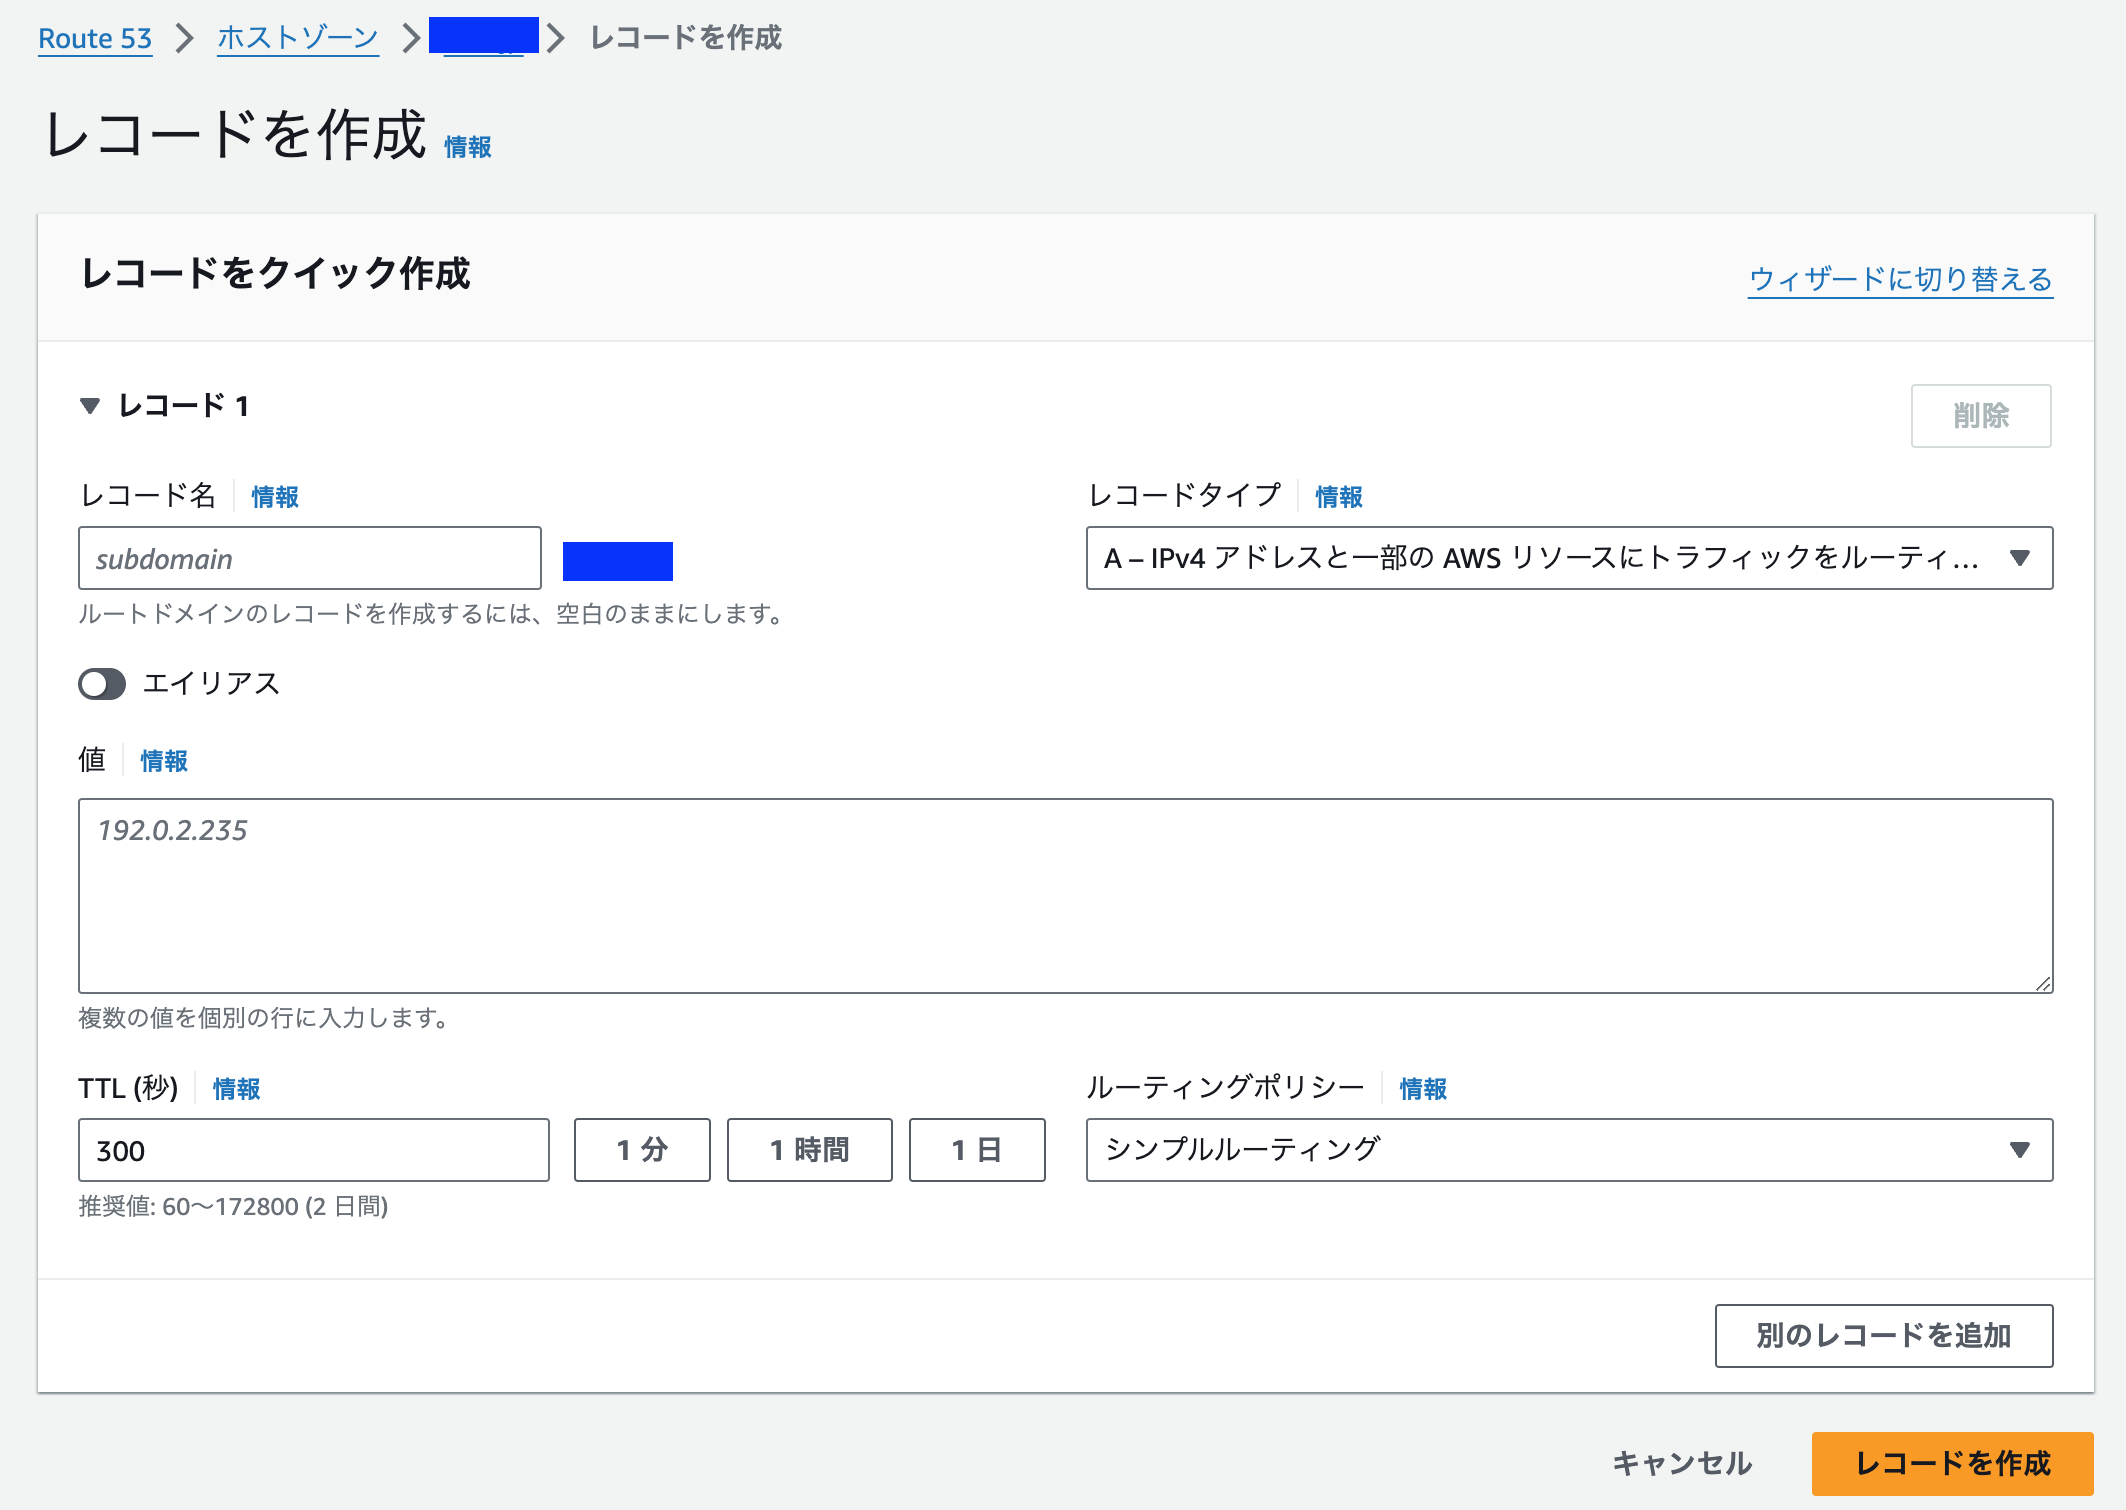 Route 53 ホストゾーン レコードを作成
レコードを作成 情報
レコードをクイック作成
ウィザードに切り替える
レコード 1
削除
レコード名 情報
subdomain
ルートドメインのレコードを作成するには、空白のままにします。
レコードタイプ 情報
A – IPv4 アドレスと一部の AWS リソースにトラフィックをルーティ...
エイリアス
値 情報
192.0.2.235
複数の値を個別の行に入力します。
TTL (秒) 情報
300
1 分
1 時間
1 日
推奨値: 60～172800 (2 日間)
ルーティングポリシー 情報
シンプルルーティング
別のレコードを追加
キャンセル
レコードを作成